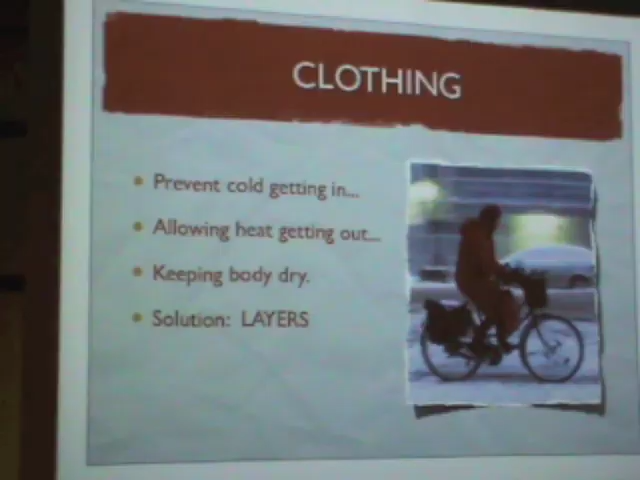 CLOTHING
Prevent cold getting in...
Allowing heat getting out...
Keeping body dry.
Solution: LAYERS